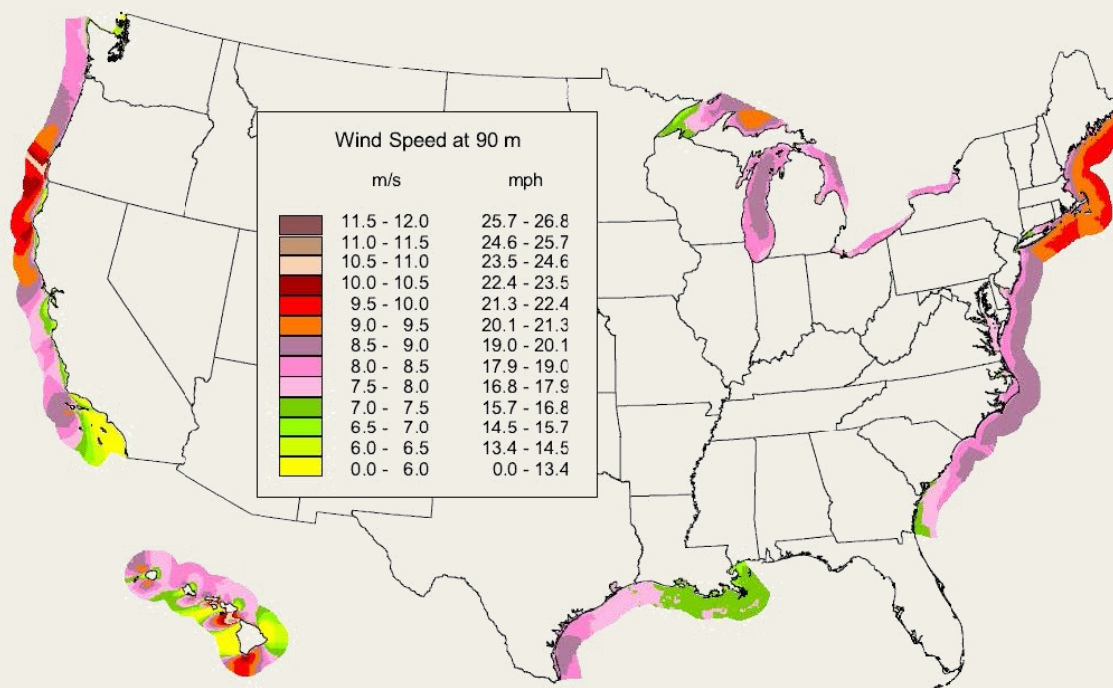 Wind Speed at 90 m
m/s mph
11.5 - 12.0 25.7 - 26.8
11.0 - 11.5 24.6 - 25.7
10.5 - 11.0 23.5 - 24.6
10.0 - 10.5 22.4 - 23.5
9.5 - 10.0 21.3 - 22.4
9.0 - 9.5 20.1 - 21.3
8.5 - 9.0 19.0 - 20.1
8.0 - 8.5 17.9 - 19.0
7.5 - 8.0 16.8 - 17.9
7.0 - 7.5 15.7 - 16.8
6.5 - 7.0 14.5 - 15.7
6.0 - 6.5 13.4 - 14.5
0.0 - 6.0 0.0 - 13.4